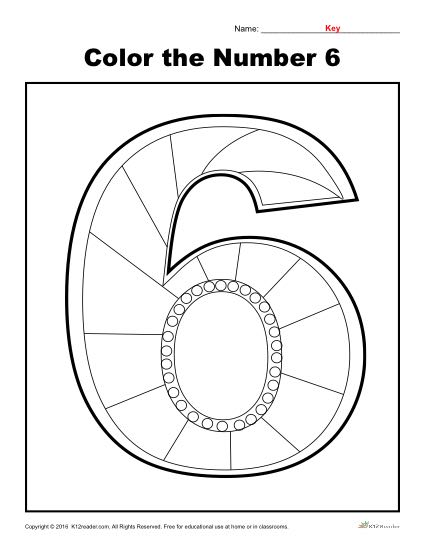 Name: Key
Color the Number 6
6
Copyright © 2016 K12reader.com. All Rights Reserved. Free for educational use at home or in classrooms.
K12Reader